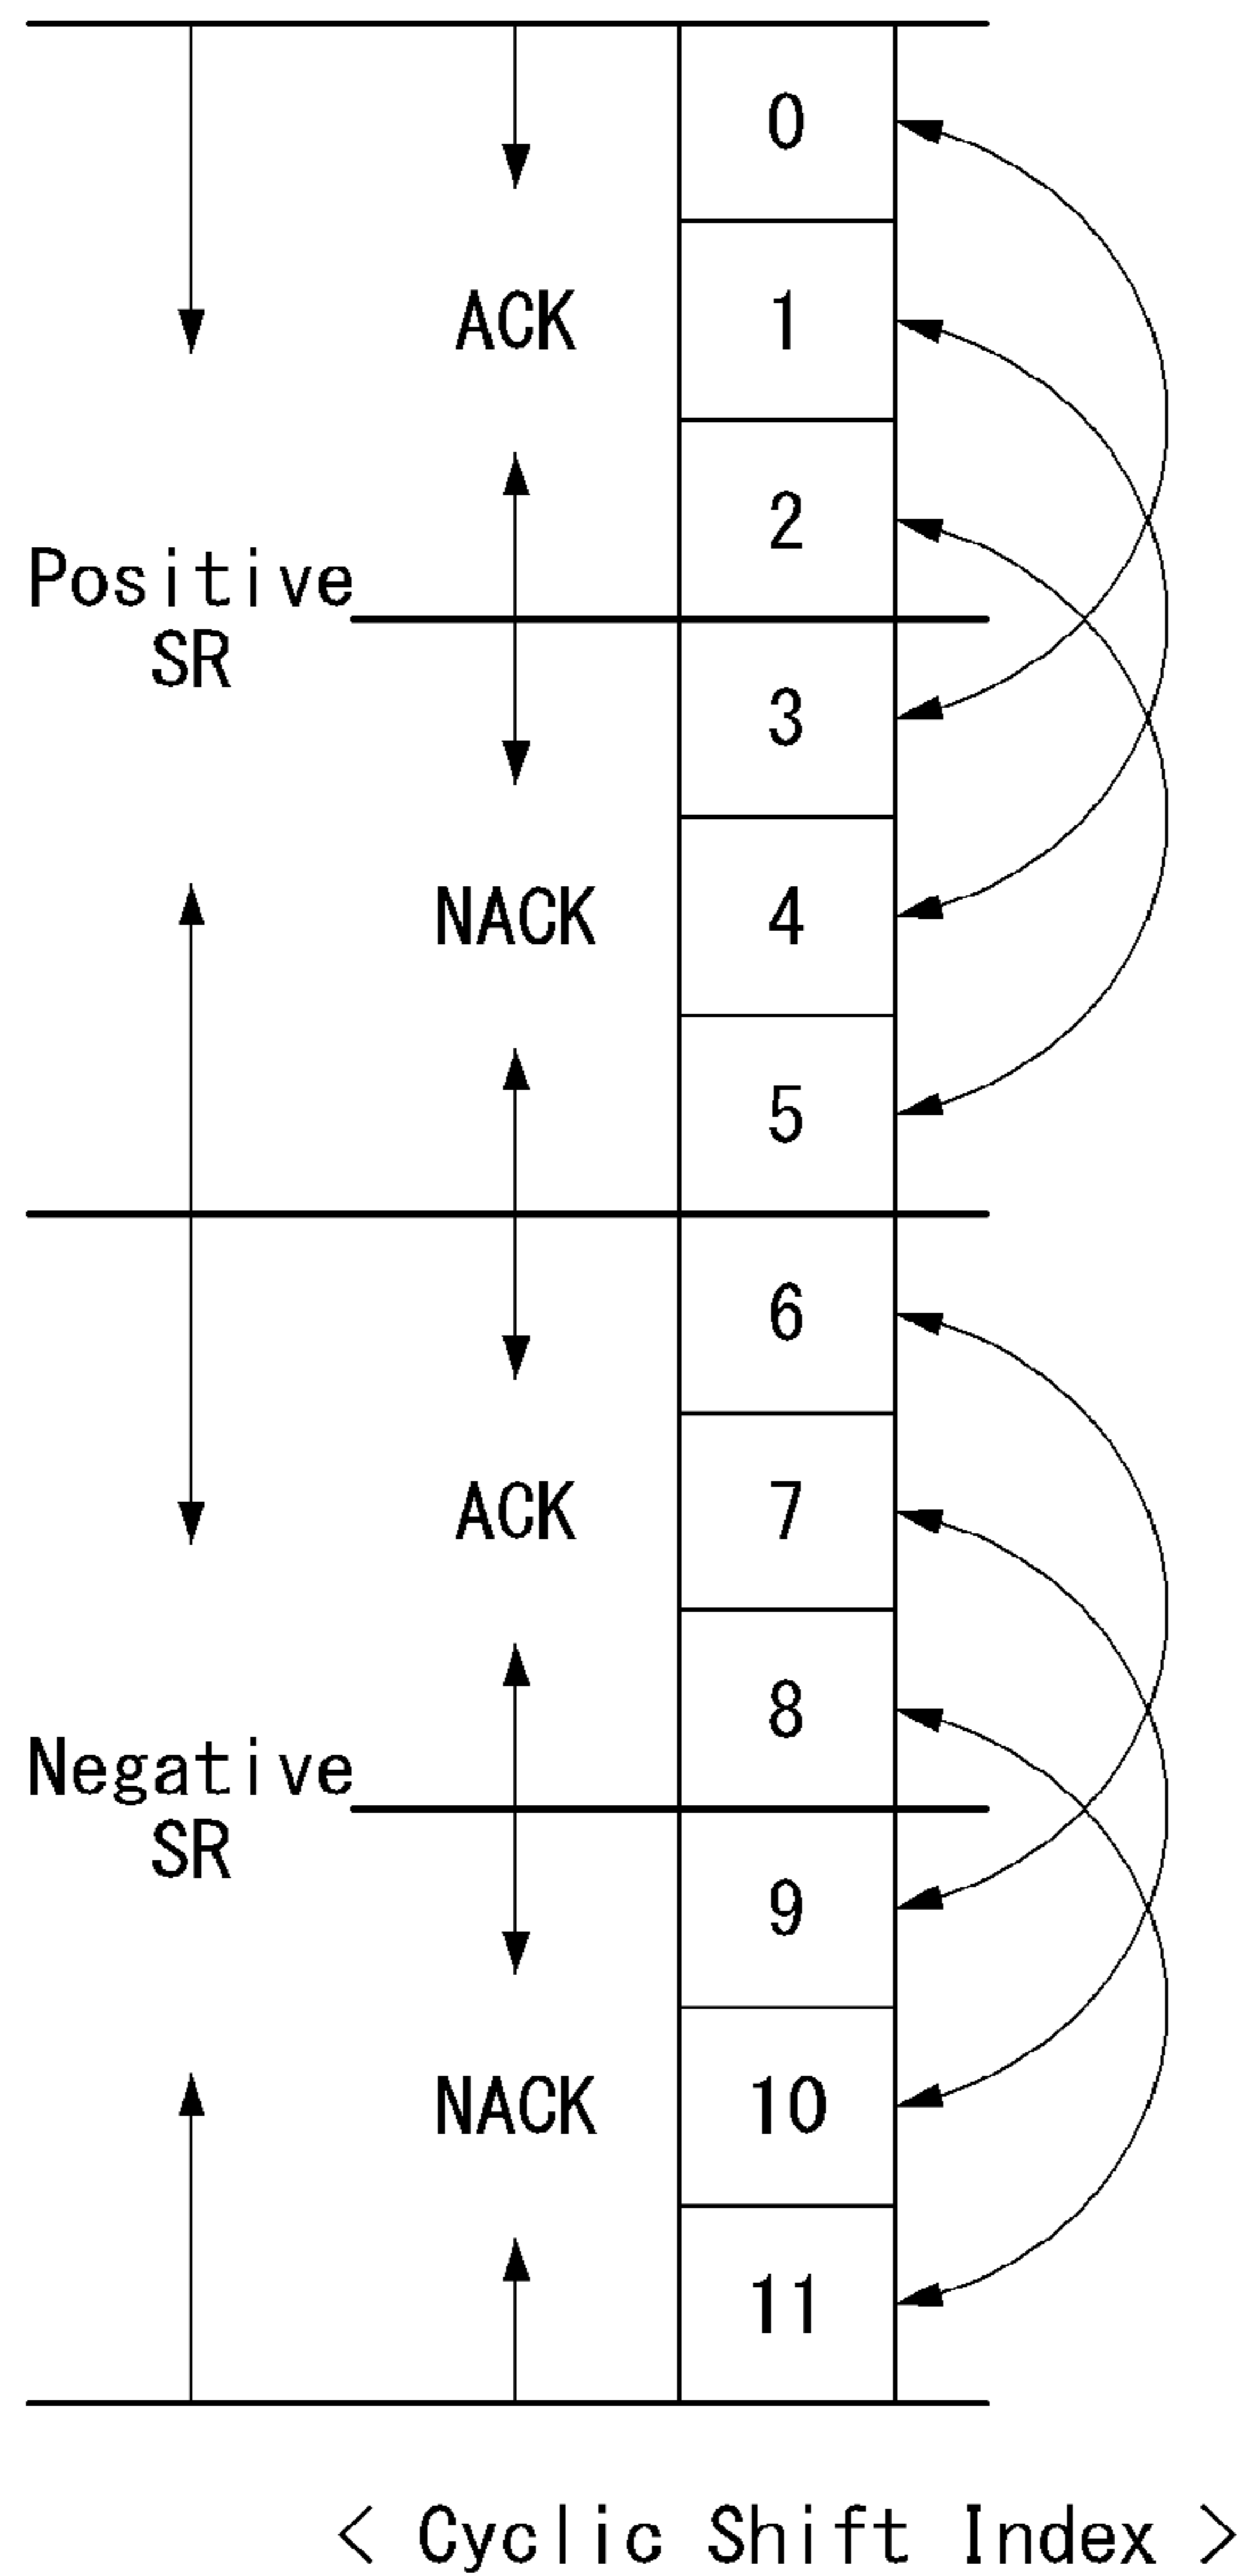 0
ACK
1
2
Positive
SR
3
NACK
4
5
6
ACK
7
8
Negative
SR
9
NACK
10
11
< Cyclic Shift Index >